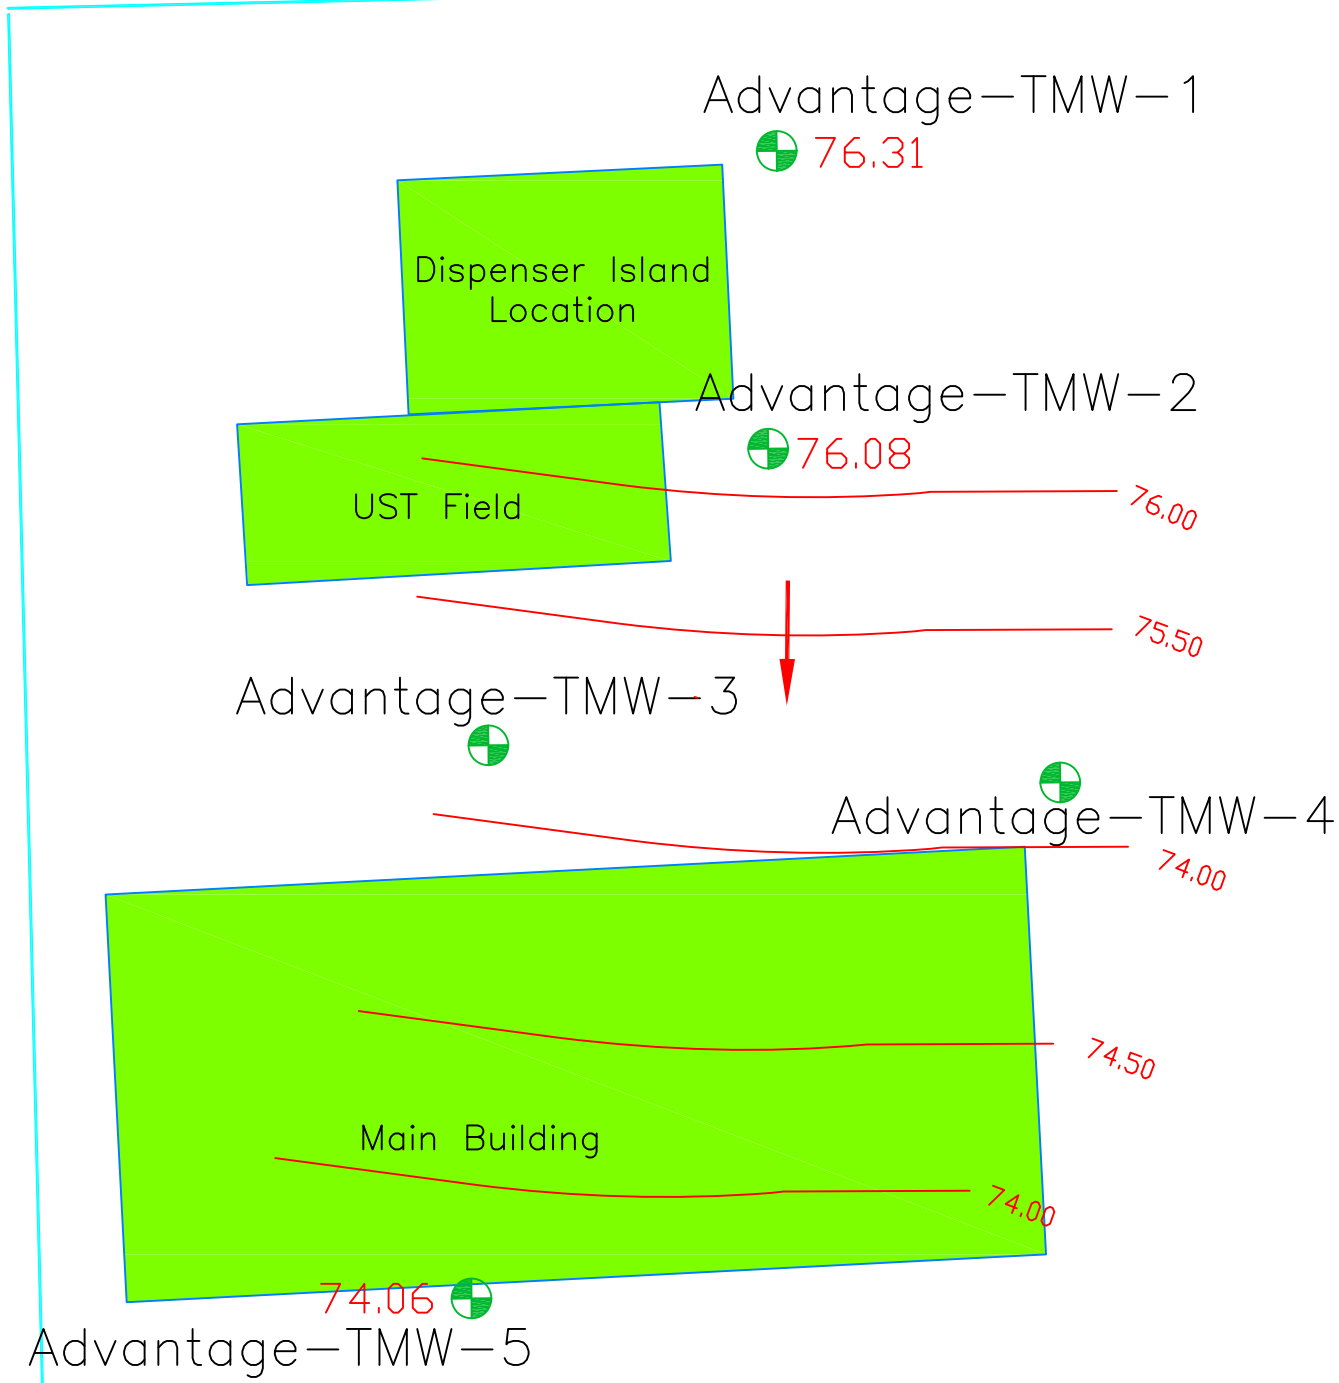 Advantage-TMW-1
76.31
Dispenser Island
Location
Advantage-TMW-2
76.08
UST Field
76.00
75.50
Advantage-TMW-3
Advantage-TMW-4
74.00
74.50
Main Building
74.00
74.06
Advantage-TMW-5